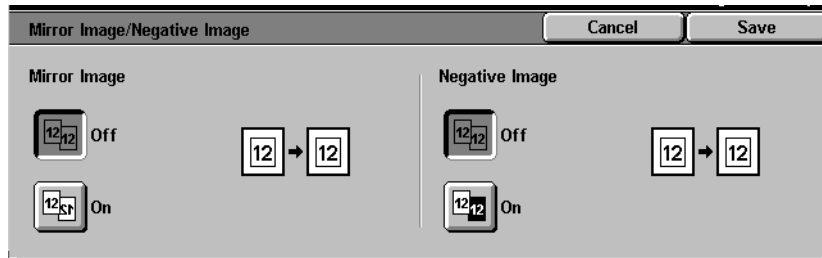 Mirror Image/Negative Image Cancel Save
Mirror Image Negative Image
12 12 Off 12 12 12 12 Off 12 12
12 On 12 12 On